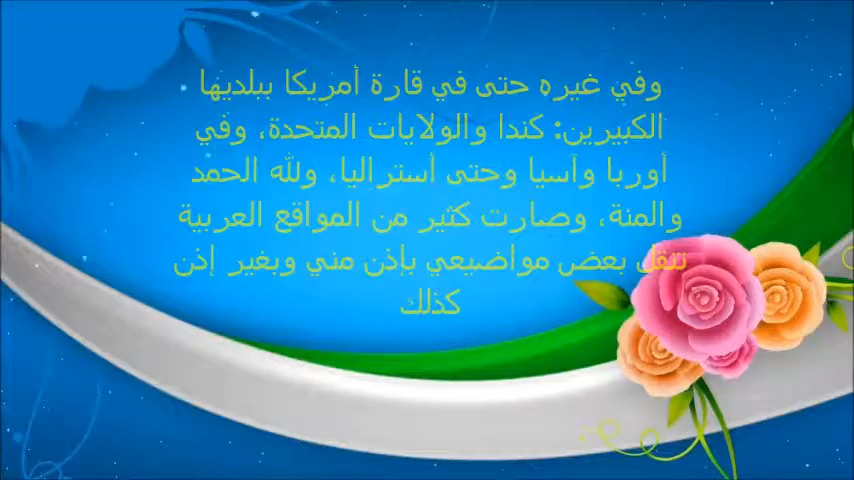 وفي غيره حتى في قارة أمريكا ببلديها
الكبيرين: كندا والولايات المتحدة، وفي
أوربا وآسيا وحتى أستراليا، ولله الحمد
والمنة، وصارت كثير من المواقع العربية
تنقل بعض مواضيعي بإذن مني وبغير إذن
كذلك